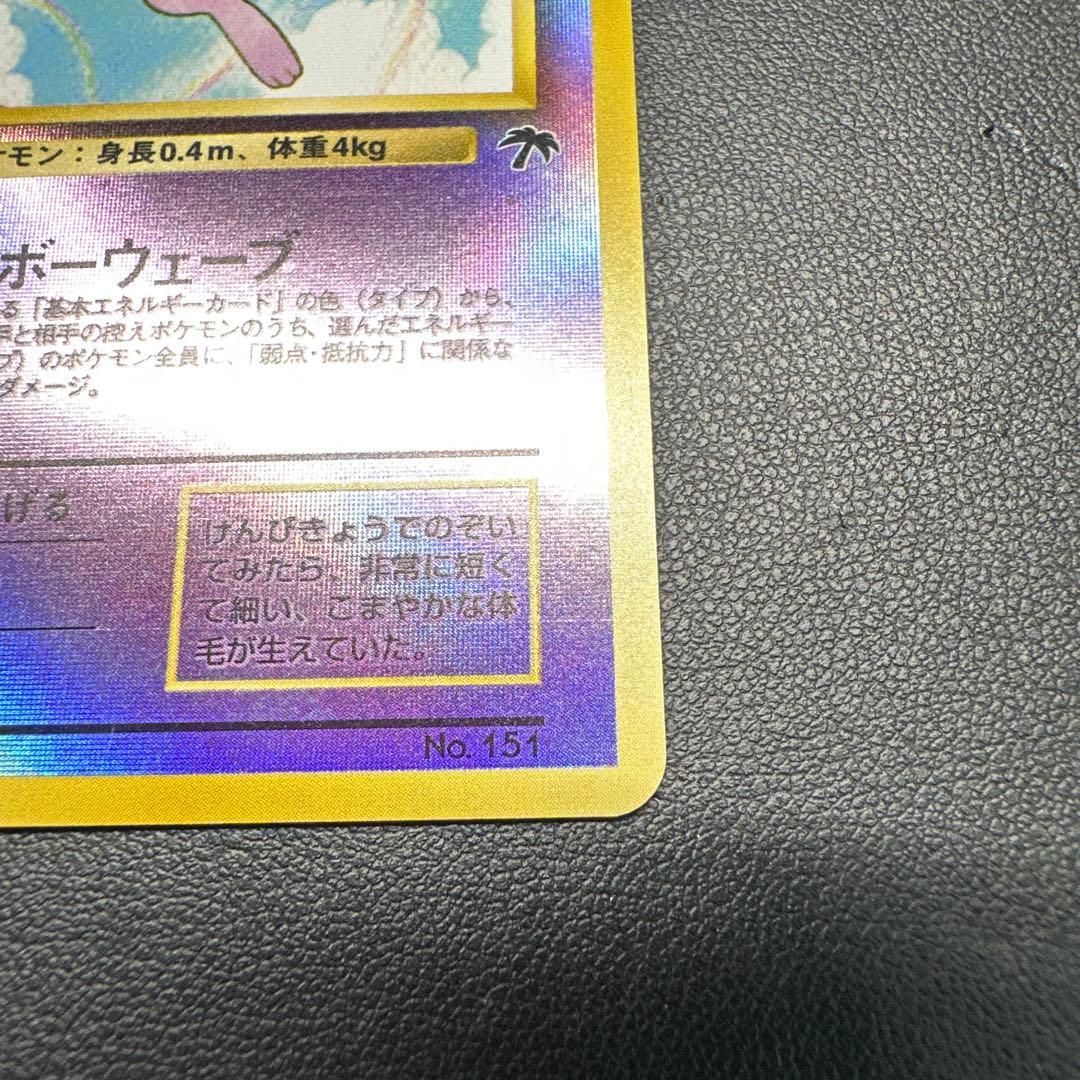 モン：身長0.4m、体重4kg
ボーウェーブ
る「基本エネルギーカード」の色（タイプ）から、
と相手の控えポケモンのうち、選んだエネルギー
プ）のポケモン全員に、「弱点・抵抗力」に関係な
ダメージ。
げる
けんびきょうでのぞい
てみたら、非常に短く
て細い、こまやかな体
毛が生えていた。
No. 151